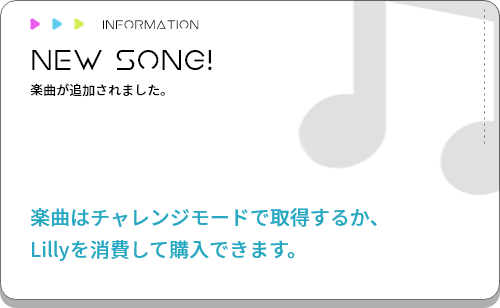 INFORMATION
NEW SONG!
楽曲が追加されました。
楽曲はチャレンジモードで取得するか、
Lillyを消費して購入できます。